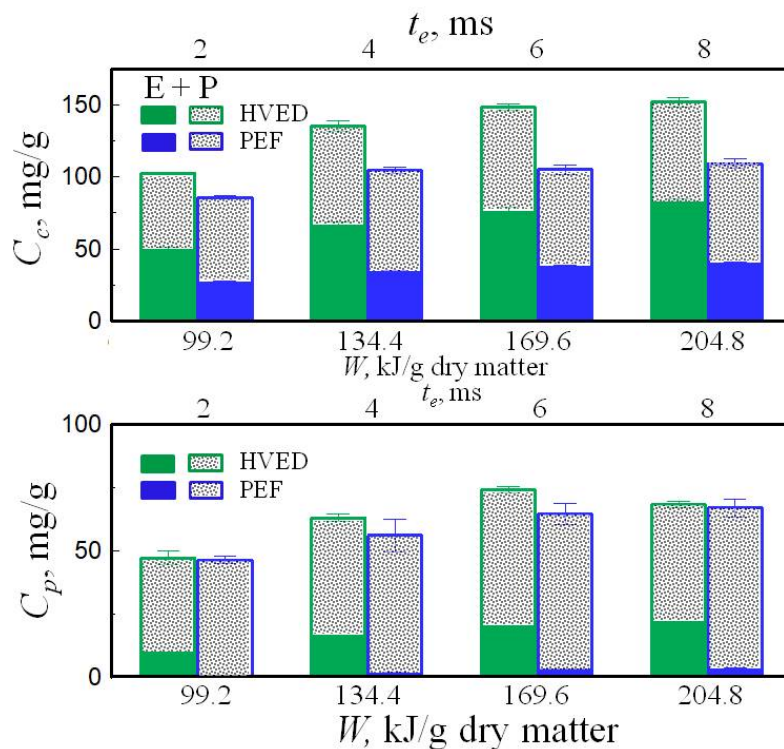 t_e, ms
2 4 6 8
E + P
HVED
PEF
150
100
50
0
C_c, mg/g
99.2 134.4 169.6 204.8
W, kJ/g dry matter
t_e, ms
2 4 6 8
100
HVED
PEF
50
0
C_p, mg/g
99.2 134.4 169.6 204.8
W, kJ/g dry matter